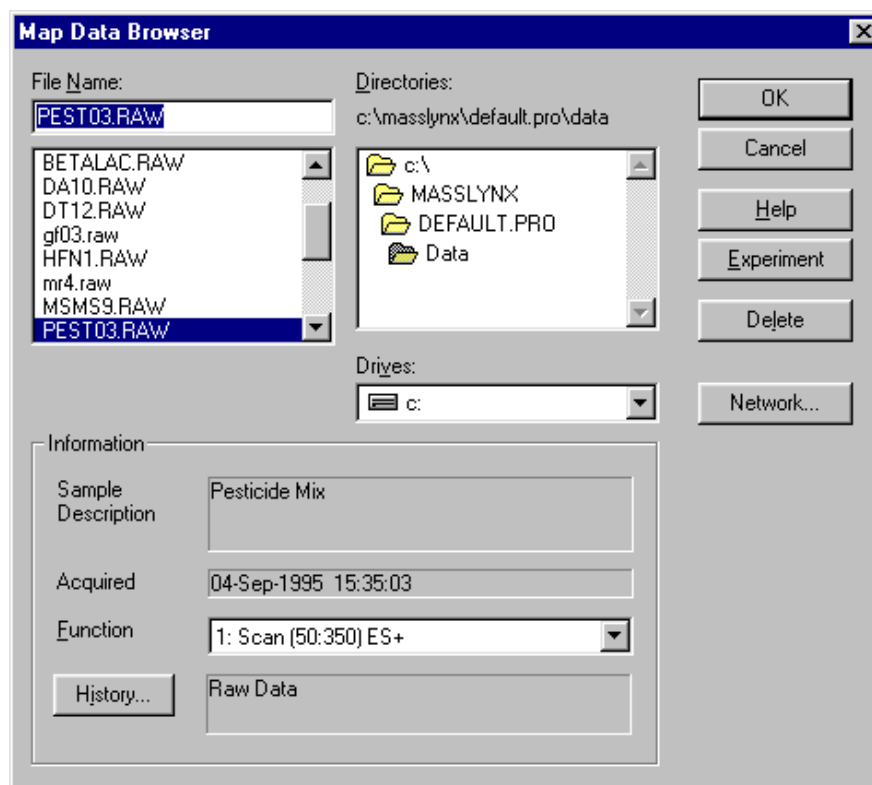 Map Data Browser
File Name:
PEST03.RAW
BETALAC.RAW
DA10.RAW
DT12.RAW
gf03.raw
HFN1.RAW
mr4.raw
MSMS9.RAW
PEST03.RAW
Directories:
c:\masslynx\default.pro\data
c:\
MASSLYNX
DEFAULT.PRO
Data
Drives:
c:
OK
Cancel
Help
Experiment
Delete
Network...
Information
Sample
Description
Pesticide Mix
Acquired
04-Sep-1995 15:35:03
Function
1: Scan (50:350) ES+
History...
Raw Data